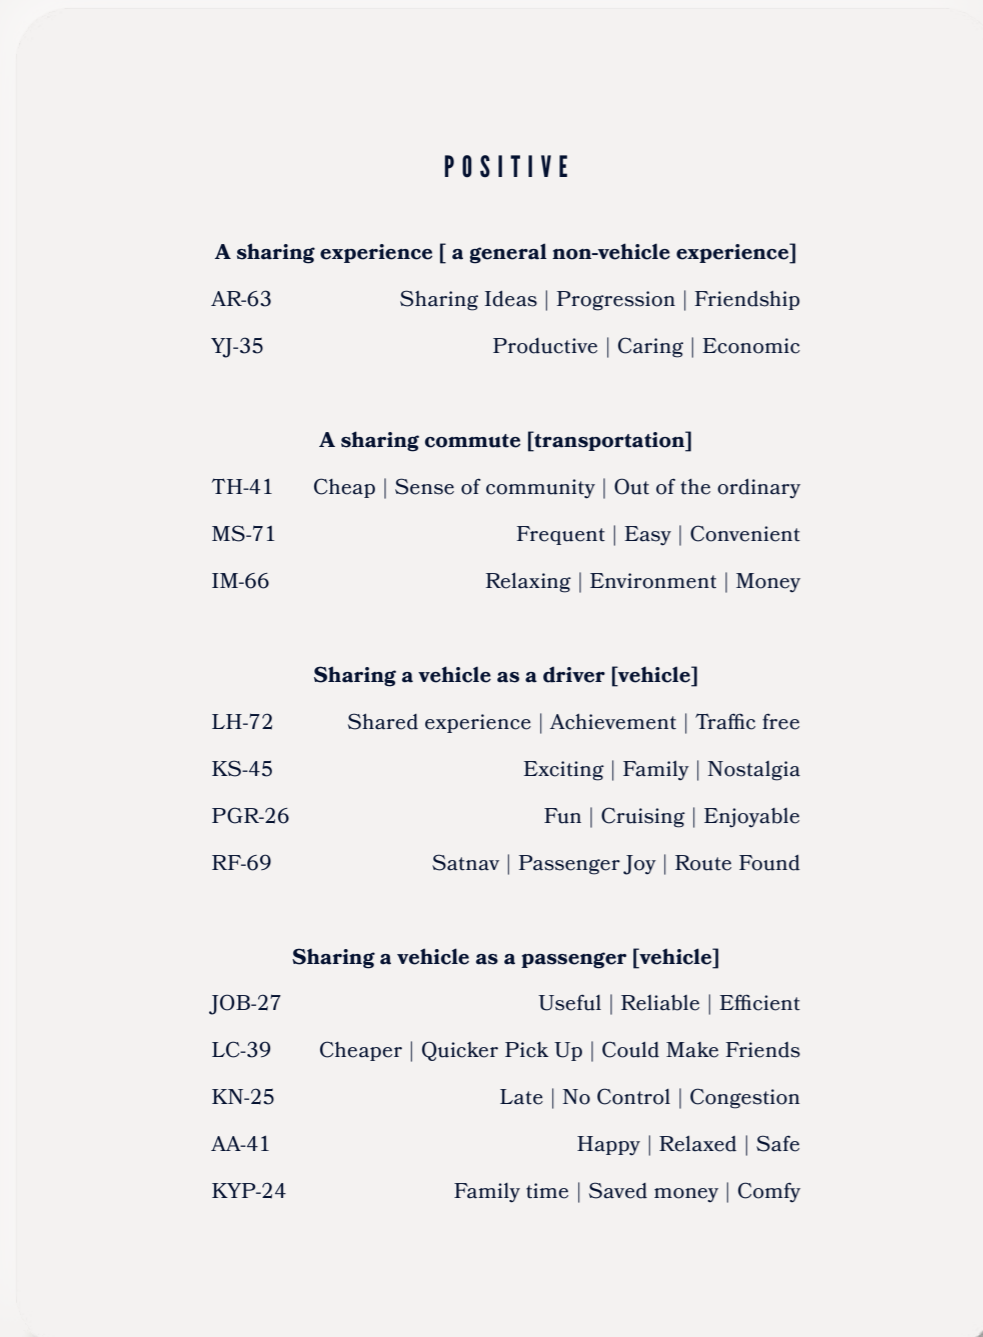 POSITIVE
A sharing experience [ a general non-vehicle experience]
AR-63 Sharing Ideas | Progression | Friendship
YJ-35 Productive | Caring | Economic
A sharing commute [transportation]
TH-41 Cheap | Sense of community | Out of the ordinary
MS-71 Frequent | Easy | Convenient
IM-66 Relaxing | Environment | Money
Sharing a vehicle as a driver [vehicle]
LH-72 Shared experience | Achievement | Traffic free
KS-45 Exciting | Family | Nostalgia
PGR-26 Fun | Cruising | Enjoyable
RF-69 Satnav | Passenger Joy | Route Found
Sharing a vehicle as a passenger [vehicle]
JOB-27 Useful | Reliable | Efficient
LC-39 Cheaper | Quicker Pick Up | Could Make Friends
KN-25 Late | No Control | Congestion
AA-41 Happy | Relaxed | Safe
KYP-24 Family time | Saved money | Comfy